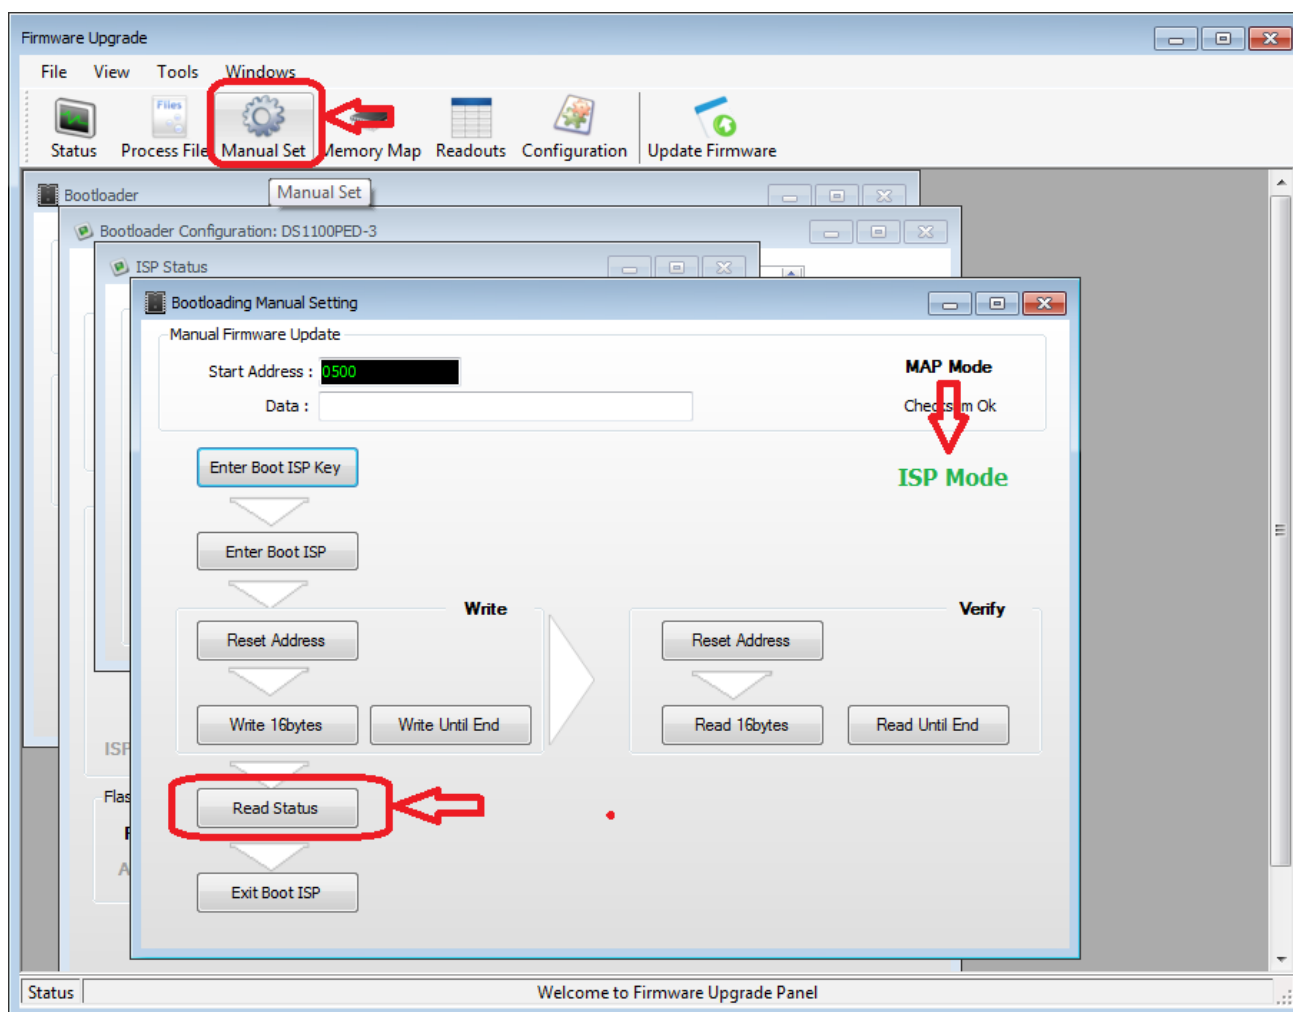 Firmware Upgrade
File View Tools Windows
Files
Status Process File Manual Set Memory Map Readouts Configuration Update Firmware
Bootloader
Manual Set
Bootloader Configuration: DS1100PED-3
ISP Status
Bootloading Manual Setting
Manual Firmware Update
Start Address : 0500
MAP Mode
Data :
Checksum Ok
Enter Boot ISP Key
ISP Mode
Enter Boot ISP
Write
Verify
Reset Address
Reset Address
Write 16bytes
Write Until End
Read 16bytes
Read Until End
ISP
Flas
Read Status
Exit Boot ISP
Status
Welcome to Firmware Upgrade Panel